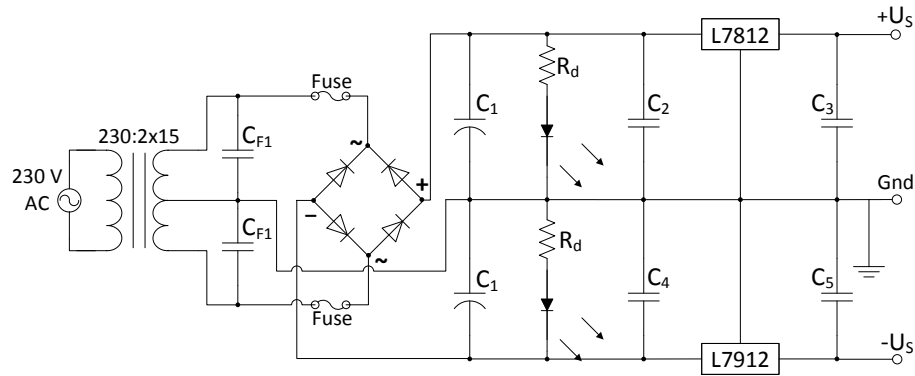 +U_S
L7812
Fuse
R_d
C_1
C_2
C_3
230:2x15
C_F1
~
230 V
AC
+
−
Gnd
C_F1
R_d
~
C_1
C_4
C_5
Fuse
L7912
-U_S